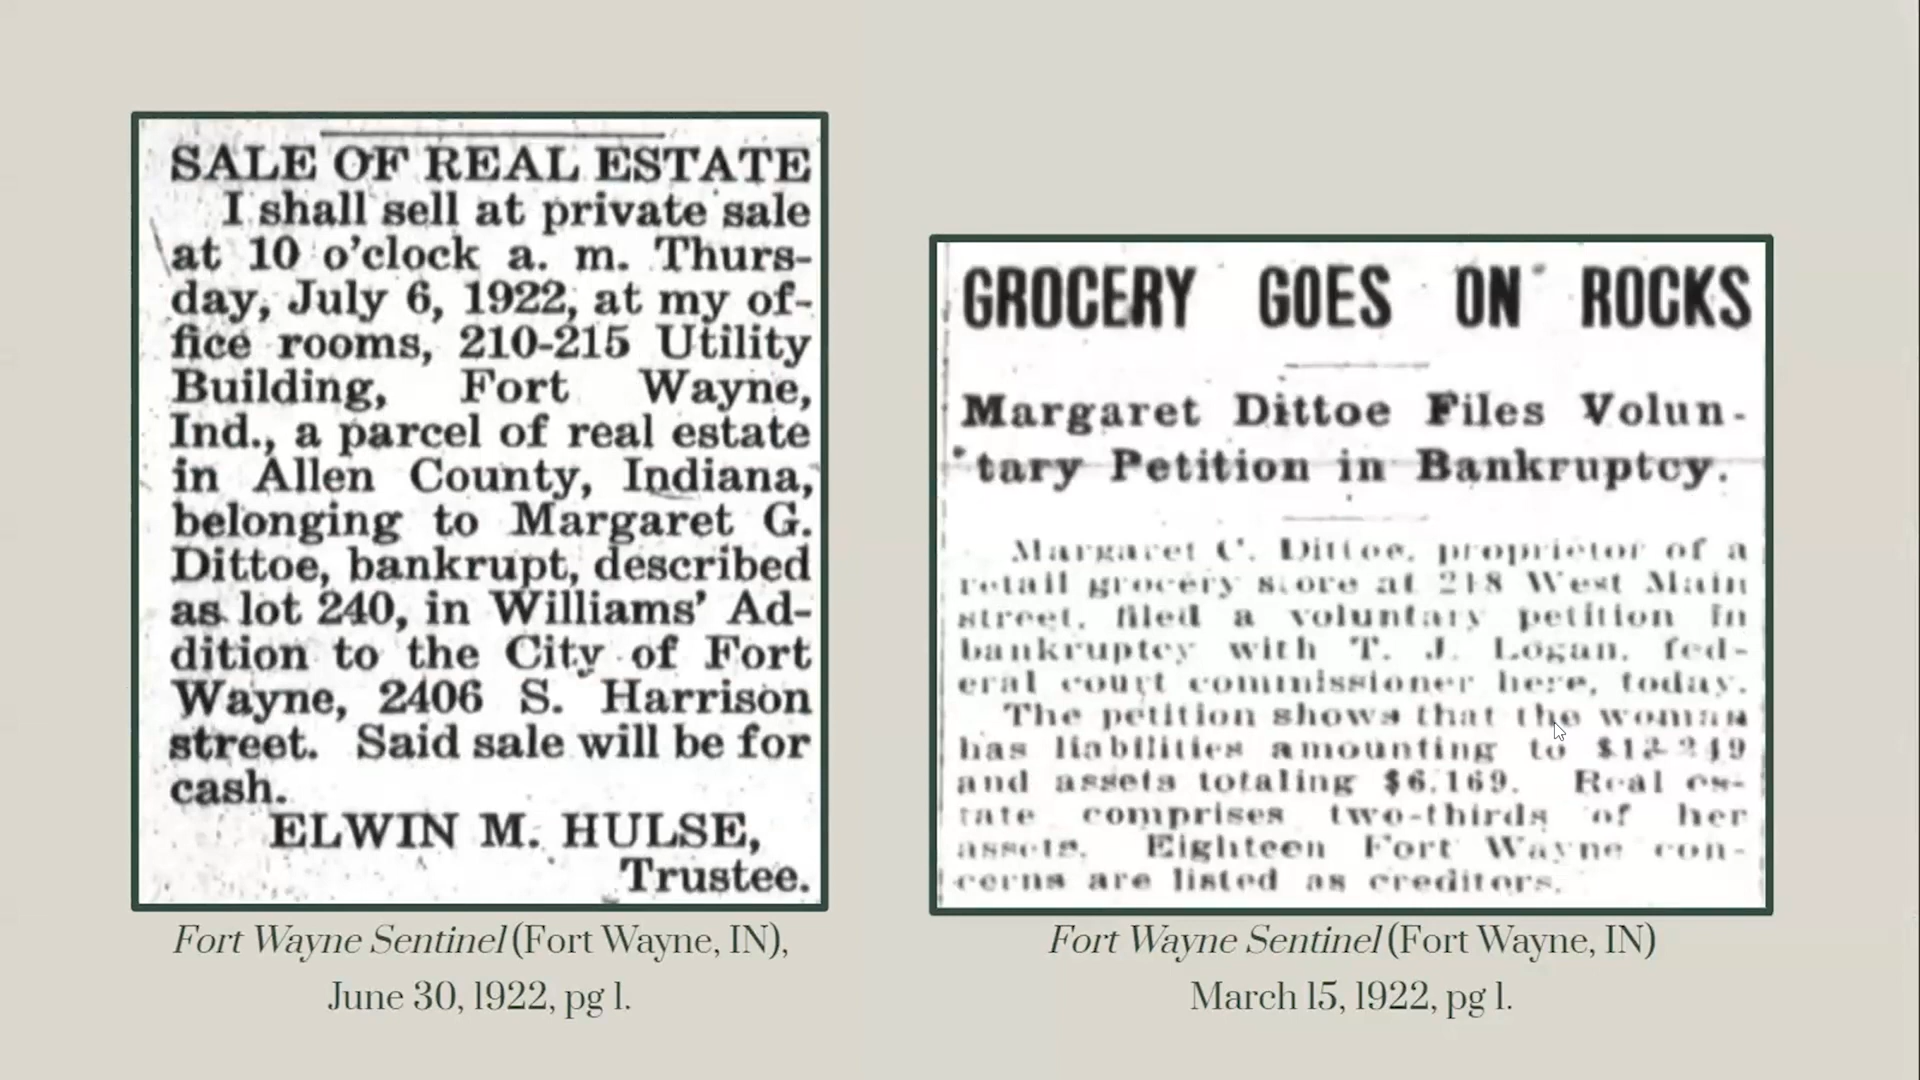 SALE OF REAL ESTATE
I shall sell at private sale
at 10 o'clock a. m. Thurs-
day, July 6, 1922, at my of-
fice rooms, 210-215 Utility
Building, Fort Wayne,
Ind., a parcel of real estate
in Allen County, Indiana,
belonging to Margaret G.
Dittoe, bankrupt, described
as lot 240, in Williams' Ad-
dition to the City of Fort
Wayne, 2406 S. Harrison
street. Said sale will be for
cash.
ELWIN M. HULSE,
Trustee.
Fort Wayne Sentinel (Fort Wayne, IN),
June 30, 1922, pg 1.
GROCERY GOES ON ROCKS
Margaret Dittoe Files Volun-
tary Petition in Bankruptcy.
Margaret C. Dittoe, proprietor of a
retail grocery store at 218 West Main
street, filed a voluntary petition in
bankruptcy with T. J. Logan, fed-
eral court commissioner here, today.
The petition shows that the woman
has liabilities amounting to
and assets totaling $6,169. Real es-
tate comprises two-thirds of her
assets. Eighteen Fort Wayne con-
cerns are listed as creditors.
Fort Wayne Sentinel (Fort Wayne, IN)
March 15, 1922, pg 1.